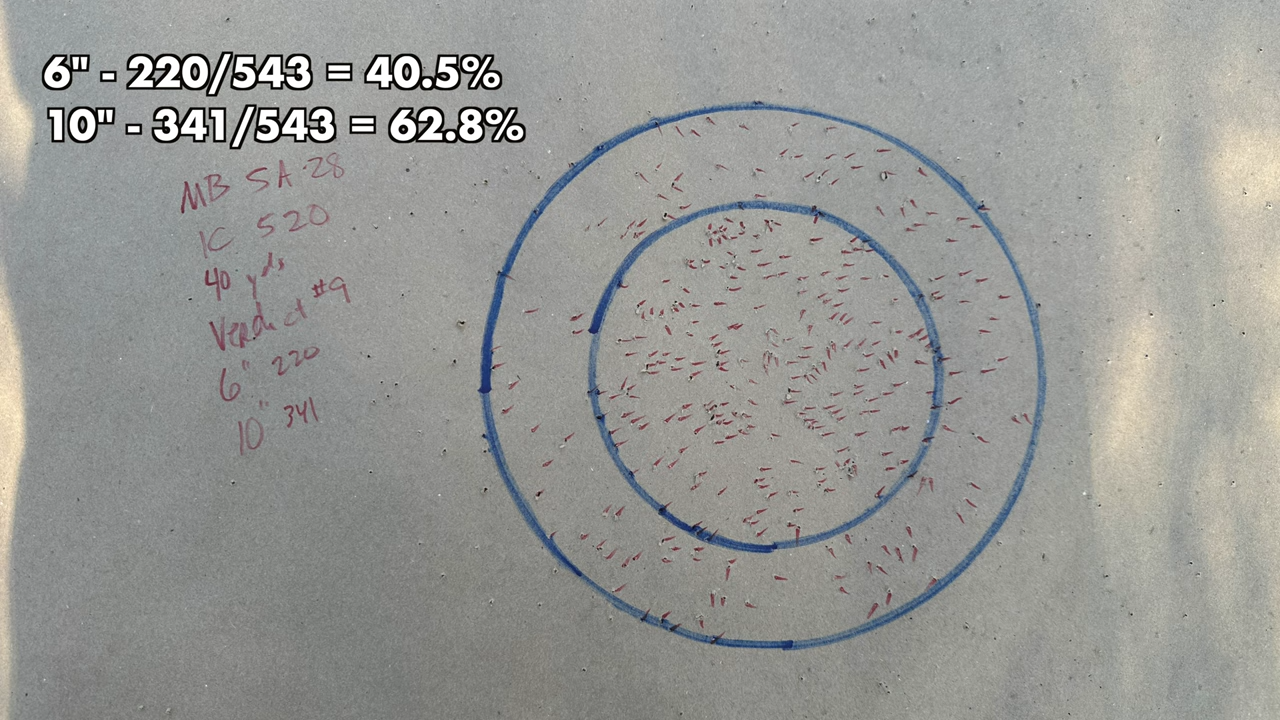 6" - 220/543 = 40.5%
10" - 341/543 = 62.8%
MB SA-28
IC 520
40 yds
Verdict #9
6" 220
10" 341